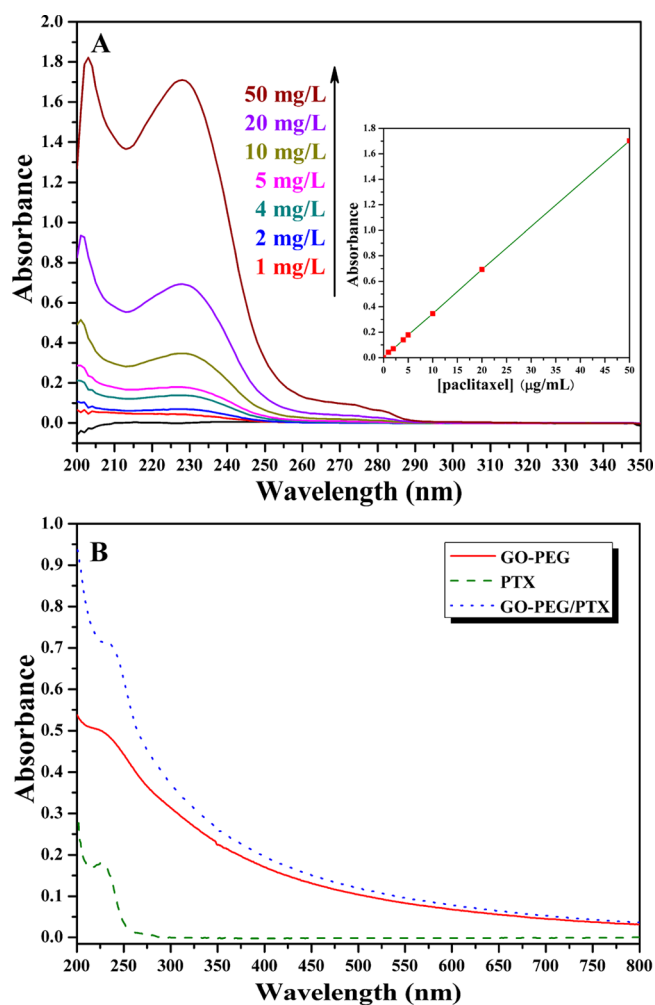 A
2.0
1.8
1.6
1.4
1.2
1.0
0.8
0.6
0.4
0.2
0.0
Absorbance
50 mg/L
20 mg/L
10 mg/L
5 mg/L
4 mg/L
2 mg/L
1 mg/L
1.8
1.6
1.4
1.2
1.0
0.8
0.6
0.4
0.2
0.0
Absorbance
0 5 10 15 20 25 30 35 40 45 50
[paclitaxel] (μg/mL)
200 210 220 230 240 250 260 270 280 290 300 310 320 330 340 350
Wavelength (nm)
B
1.0
0.9
0.8
0.7
0.6
0.5
0.4
0.3
0.2
0.1
0.0
Absorbance
GO-PEG
PTX
GO-PEG/PTX
200 250 300 350 400 450 500 550 600 650 700 750 800
Wavelength (nm)